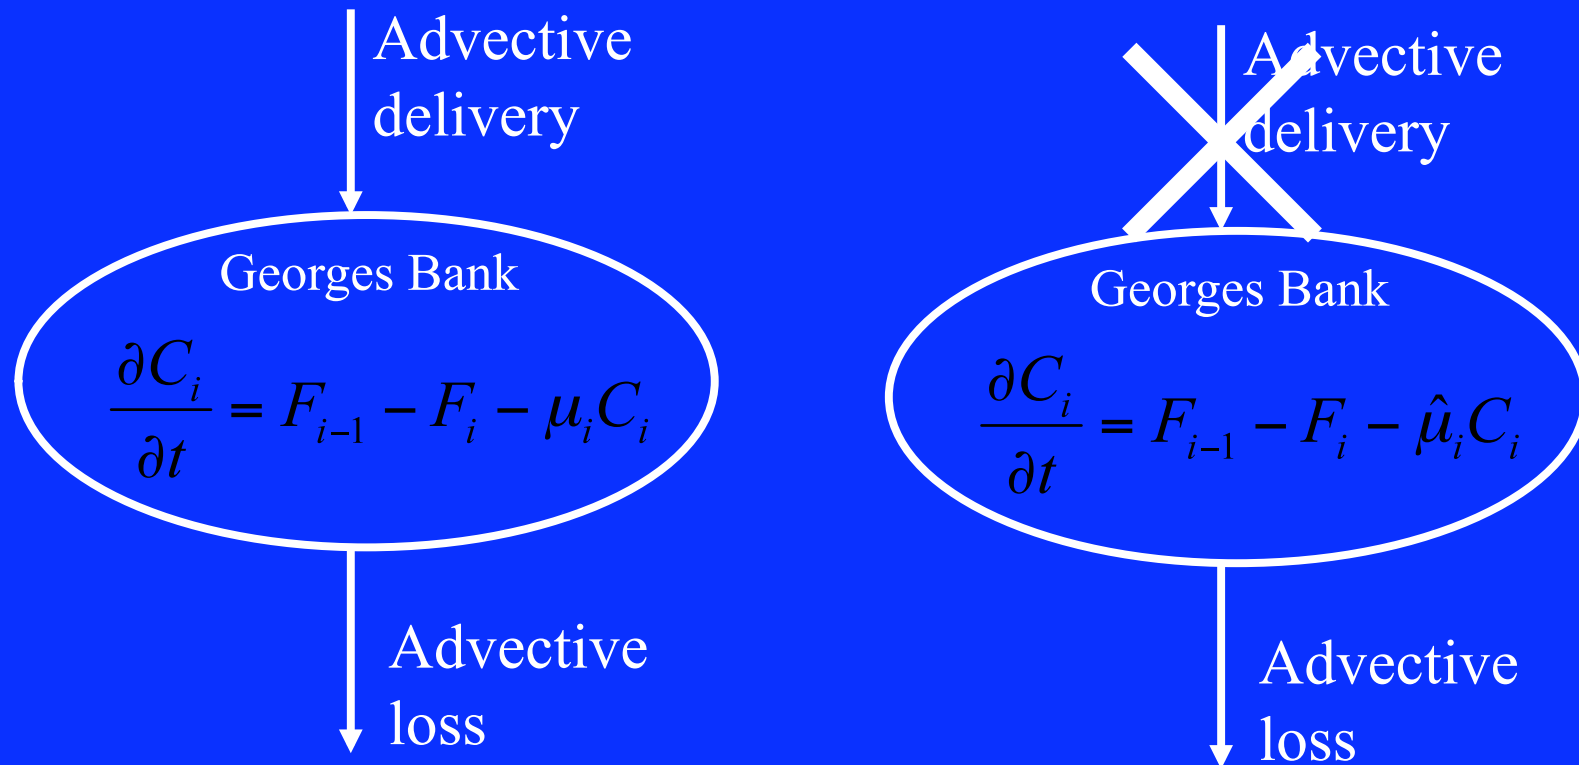 Advective
delivery
Georges Bank
∂C_i/∂t = F_{i−1} − F_i − μ_i C_i
Advective
loss
Advective
delivery
Georges Bank
∂C_i/∂t = F_{i−1} − F_i − μ̂_i C_i
Advective
loss